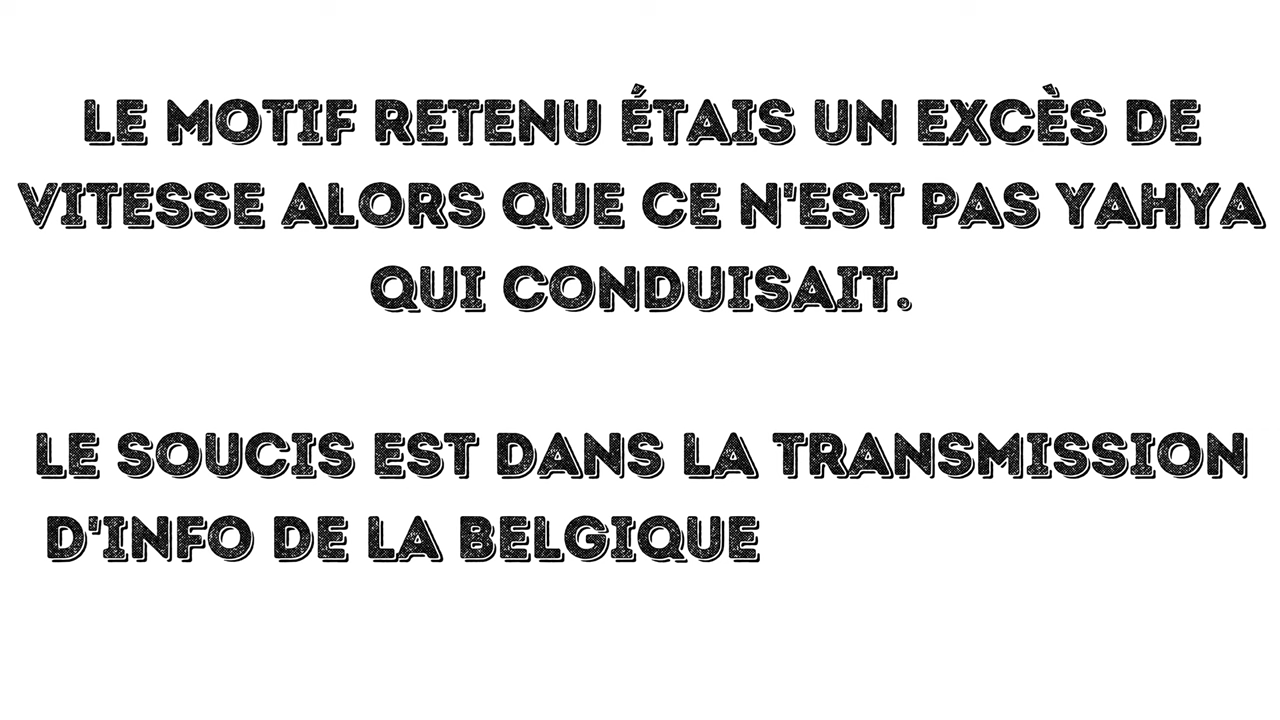 LE MOTIF RETENU ÉTAIS UN EXCÈS DE
VITESSE ALORS QUE CE N'EST PAS YAHYA
QUI CONDUISAIT.
LE SOUCIS EST DANS LA TRANSMISSION
D'INFO DE LA BELGIQUE